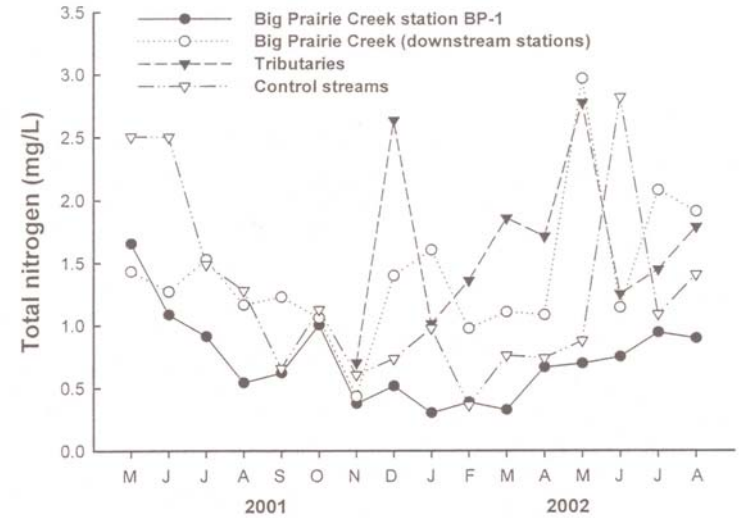 3.5
3.0
2.5
2.0
1.5
1.0
0.5
0.0
Total nitrogen (mg/L)
Big Prairie Creek station BP-1
Big Prairie Creek (downstream stations)
Tributaries
Control streams
M J J A S O N D J F M A M J J A
2001 2002